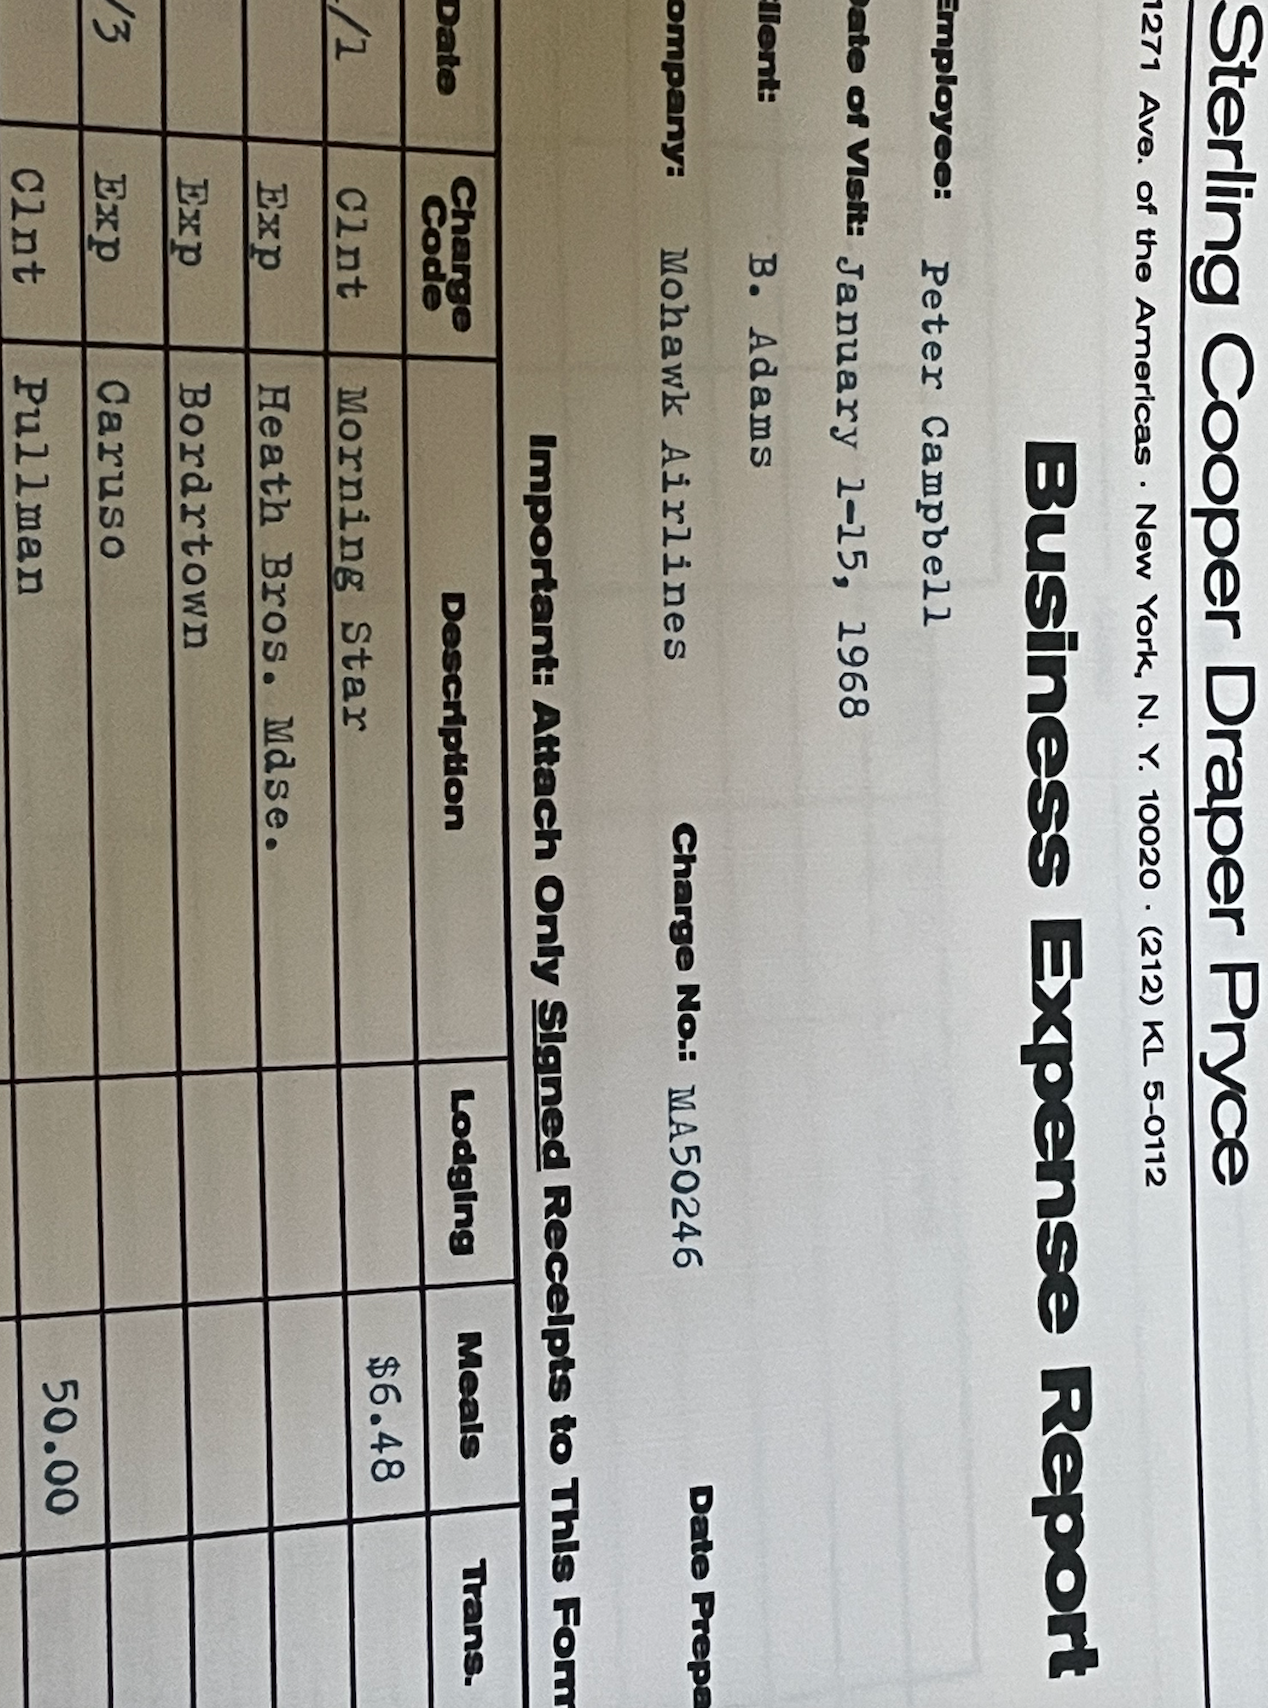 Sterling Cooper Draper Pryce
1271 Ave. of the Americas · New York, N. Y. 10020 · (212) KL 5-0112
Business Expense Report
Employee: Peter Campbell
Date of Visit: January 1-15, 1968
Client: B. Adams
Company: Mohawk Airlines Charge No.: MA50246 Date Prepa
Important: Attach Only Signed Receipts to This Form
Date Charge Code Description Lodging Meals Trans.
/1 Clnt Morning Star $6.48
Exp Heath Bros. Mdse.
Exp Bordrtown
/3 Exp Caruso
Clnt Pullman 50.00